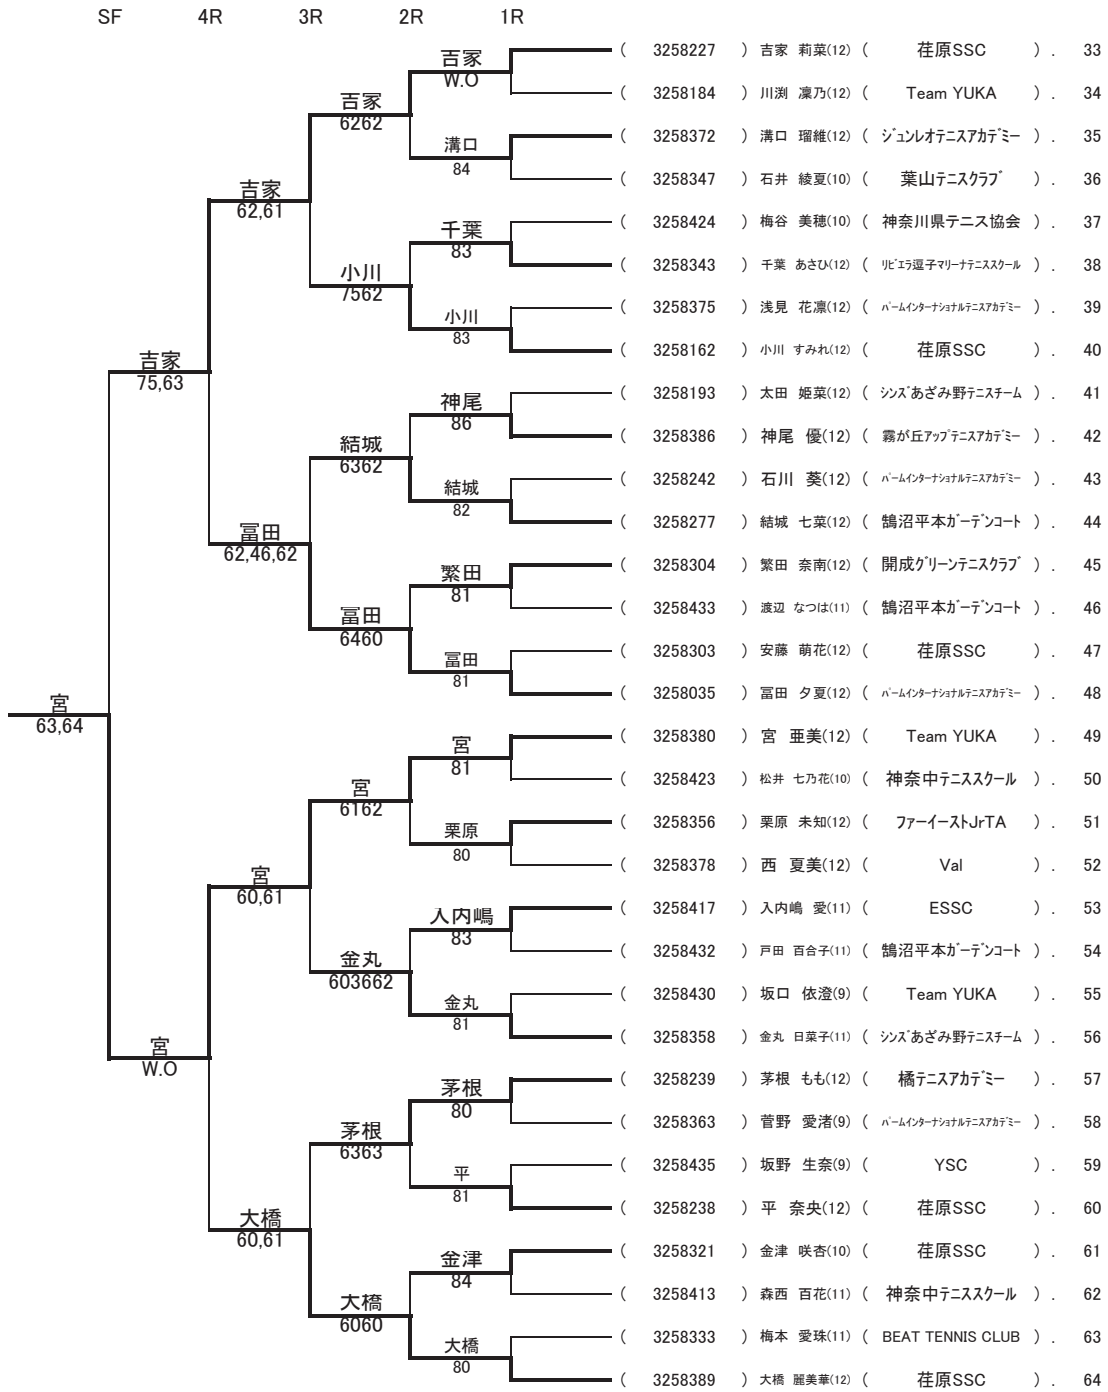 SF 4R 3R 2R 1R
( 3258227 ) 吉冢 莉菜(12) ( 荏原SSC ) . 33
吉冢
W.O
( 3258184 ) 川渕 凜乃(12) ( Team YUKA ) . 34
吉冢
6262
( 3258372 ) 溝口 瑠維(12) ( ジュンレオテニスアカデミー ) . 35
溝口
84
( 3258347 ) 石井 綾夏(10) ( 葉山テニスクラブ ) . 36
吉冢
62,61
( 3258424 ) 梅谷 美穂(10) ( 神奈川県テニス協会 ) . 37
千葉
83
( 3258343 ) 千葉 あさひ(12) ( リビエラ逗子マリーナテニススクール ) . 38
小川
7562
( 3258375 ) 浅見 花凛(12) ( パームインターナショナルテニスアカデミー ) . 39
小川
83
( 3258162 ) 小川 すみれ(12) ( 荏原SSC ) . 40
吉冢
75,63
( 3258193 ) 太田 姫菜(12) ( シンズあざみ野テニスチーム ) . 41
神尾
86
( 3258386 ) 神尾 優(12) ( 霧が丘アップテニスアカデミー ) . 42
結城
6362
( 3258242 ) 石川 葵(12) ( パームインターナショナルテニスアカデミー ) . 43
結城
82
( 3258277 ) 結城 七菜(12) ( 鵠沼平本ガーデンコート ) . 44
冨田
62,46,62
( 3258304 ) 繁田 奈南(12) ( 開成グリーンテニスクラブ ) . 45
繁田
81
( 3258433 ) 渡辺 なつは(11) ( 鵠沼平本ガーデンコート ) . 46
冨田
6460
( 3258303 ) 安藤 萌花(12) ( 荏原SSC ) . 47
冨田
81
( 3258035 ) 冨田 夕夏(12) ( パームインターナショナルテニスアカデミー ) . 48
宮
63,64
( 3258380 ) 宮 亜美(12) ( Team YUKA ) . 49
宮
81
( 3258423 ) 松井 七乃花(10) ( 神奈中テニススクール ) . 50
宮
6162
( 3258356 ) 栗原 未知(12) ( ファーイーストJrTA ) . 51
栗原
80
( 3258378 ) 西 夏美(12) ( Val ) . 52
宮
60,61
( 3258417 ) 入内嶋 愛(11) ( ESSC ) . 53
入内嶋
83
( 3258432 ) 戸田 百合子(11) ( 鵠沼平本ガーデンコート ) . 54
金丸
603662
( 3258430 ) 坂口 依澄(9) ( Team YUKA ) . 55
金丸
81
( 3258358 ) 金丸 日菜子(11) ( シンズあざみ野テニスチーム ) . 56
宮
W.O
( 3258239 ) 茅根 もも(12) ( 橘テニスアカデミー ) . 57
茅根
80
( 3258363 ) 菅野 愛渚(9) ( パームインターナショナルテニスアカデミー ) . 58
茅根
6363
( 3258435 ) 坂野 生奈(9) ( YSC ) . 59
平
81
( 3258238 ) 平 奈央(12) ( 荏原SSC ) . 60
大橋
60,61
( 3258321 ) 金津 咲杏(10) ( 荏原SSC ) . 61
金津
84
( 3258413 ) 森西 百花(11) ( 神奈中テニススクール ) . 62
大橋
6060
( 3258333 ) 梅本 愛珠(11) ( BEAT TENNIS CLUB ) . 63
大橋
80
( 3258389 ) 大橋 麗美華(12) ( 荏原SSC ) . 64